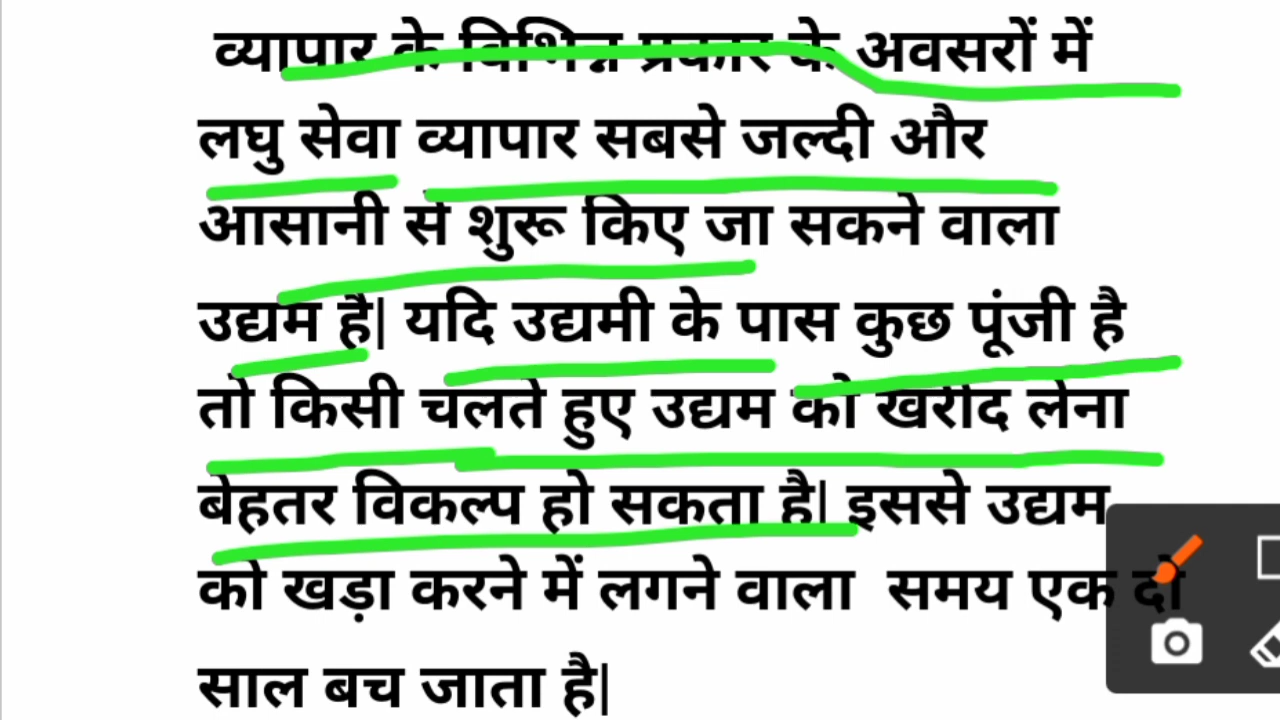 व्यापार के विभिन्न प्रकार के अवसरों में
लघु सेवा व्यापार सबसे जल्दी और
आसानी से शुरू किए जा सकने वाला
उद्यम है| यदि उद्यमी के पास कुछ पूंजी है
तो किसी चलते हुए उद्यम को खरीद लेना
बेहतर विकल्प हो सकता है| इससे उद्यम
को खड़ा करने में लगने वाला समय एक दो
साल बच जाता है|